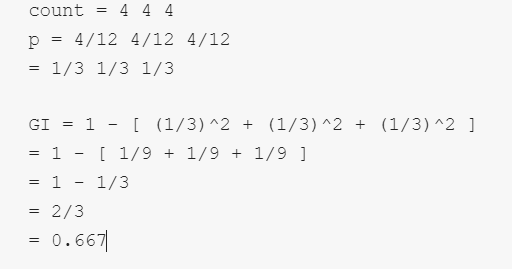 count = 4 4 4
p = 4/12 4/12 4/12
= 1/3 1/3 1/3
GI = 1 - [ (1/3)^2 + (1/3)^2 + (1/3)^2 ]
= 1 - [ 1/9 + 1/9 + 1/9 ]
= 1 - 1/3
= 2/3
= 0.667